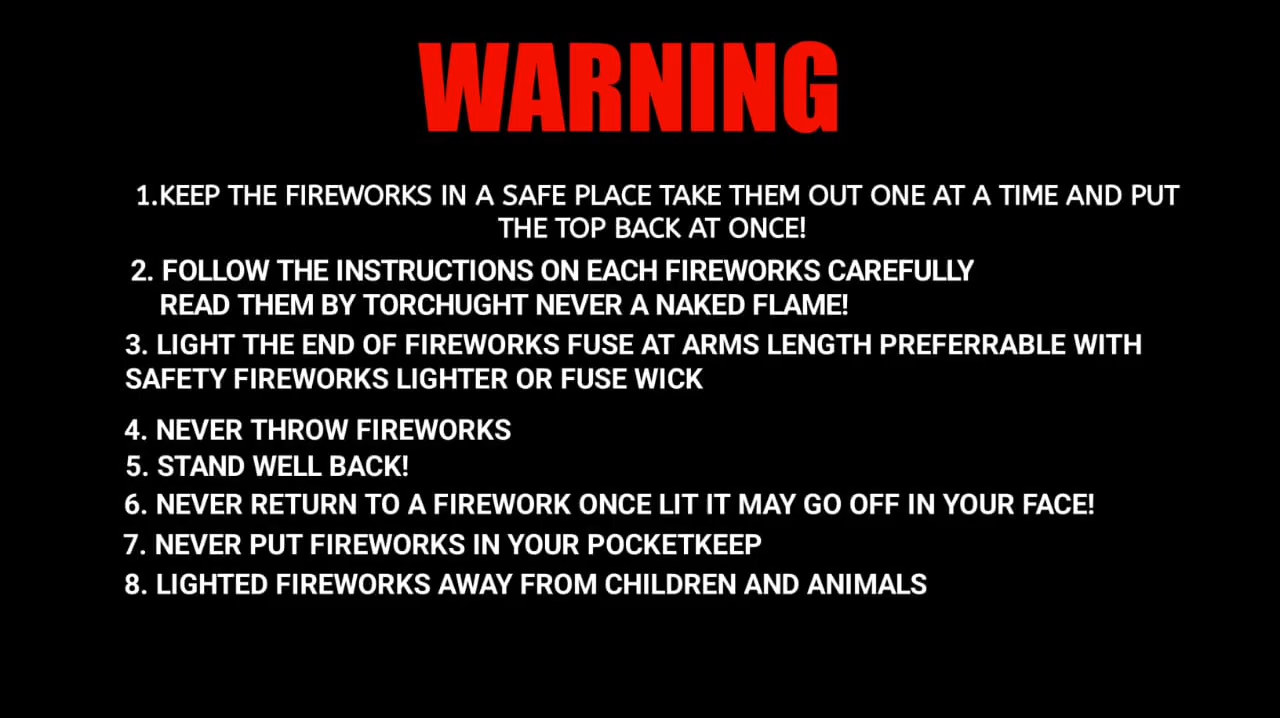 WARNING
1.KEEP THE FIREWORKS IN A SAFE PLACE TAKE THEM OUT ONE AT A TIME AND PUT
THE TOP BACK AT ONCE!
2. FOLLOW THE INSTRUCTIONS ON EACH FIREWORKS CAREFULLY
READ THEM BY TORCHUGHT NEVER A NAKED FLAME!
3. LIGHT THE END OF FIREWORKS FUSE AT ARMS LENGTH PREFERRABLE WITH
SAFETY FIREWORKS LIGHTER OR FUSE WICK
4. NEVER THROW FIREWORKS
5. STAND WELL BACK!
6. NEVER RETURN TO A FIREWORK ONCE LIT IT MAY GO OFF IN YOUR FACE!
7. NEVER PUT FIREWORKS IN YOUR POCKETKEEP
8. LIGHTED FIREWORKS AWAY FROM CHILDREN AND ANIMALS